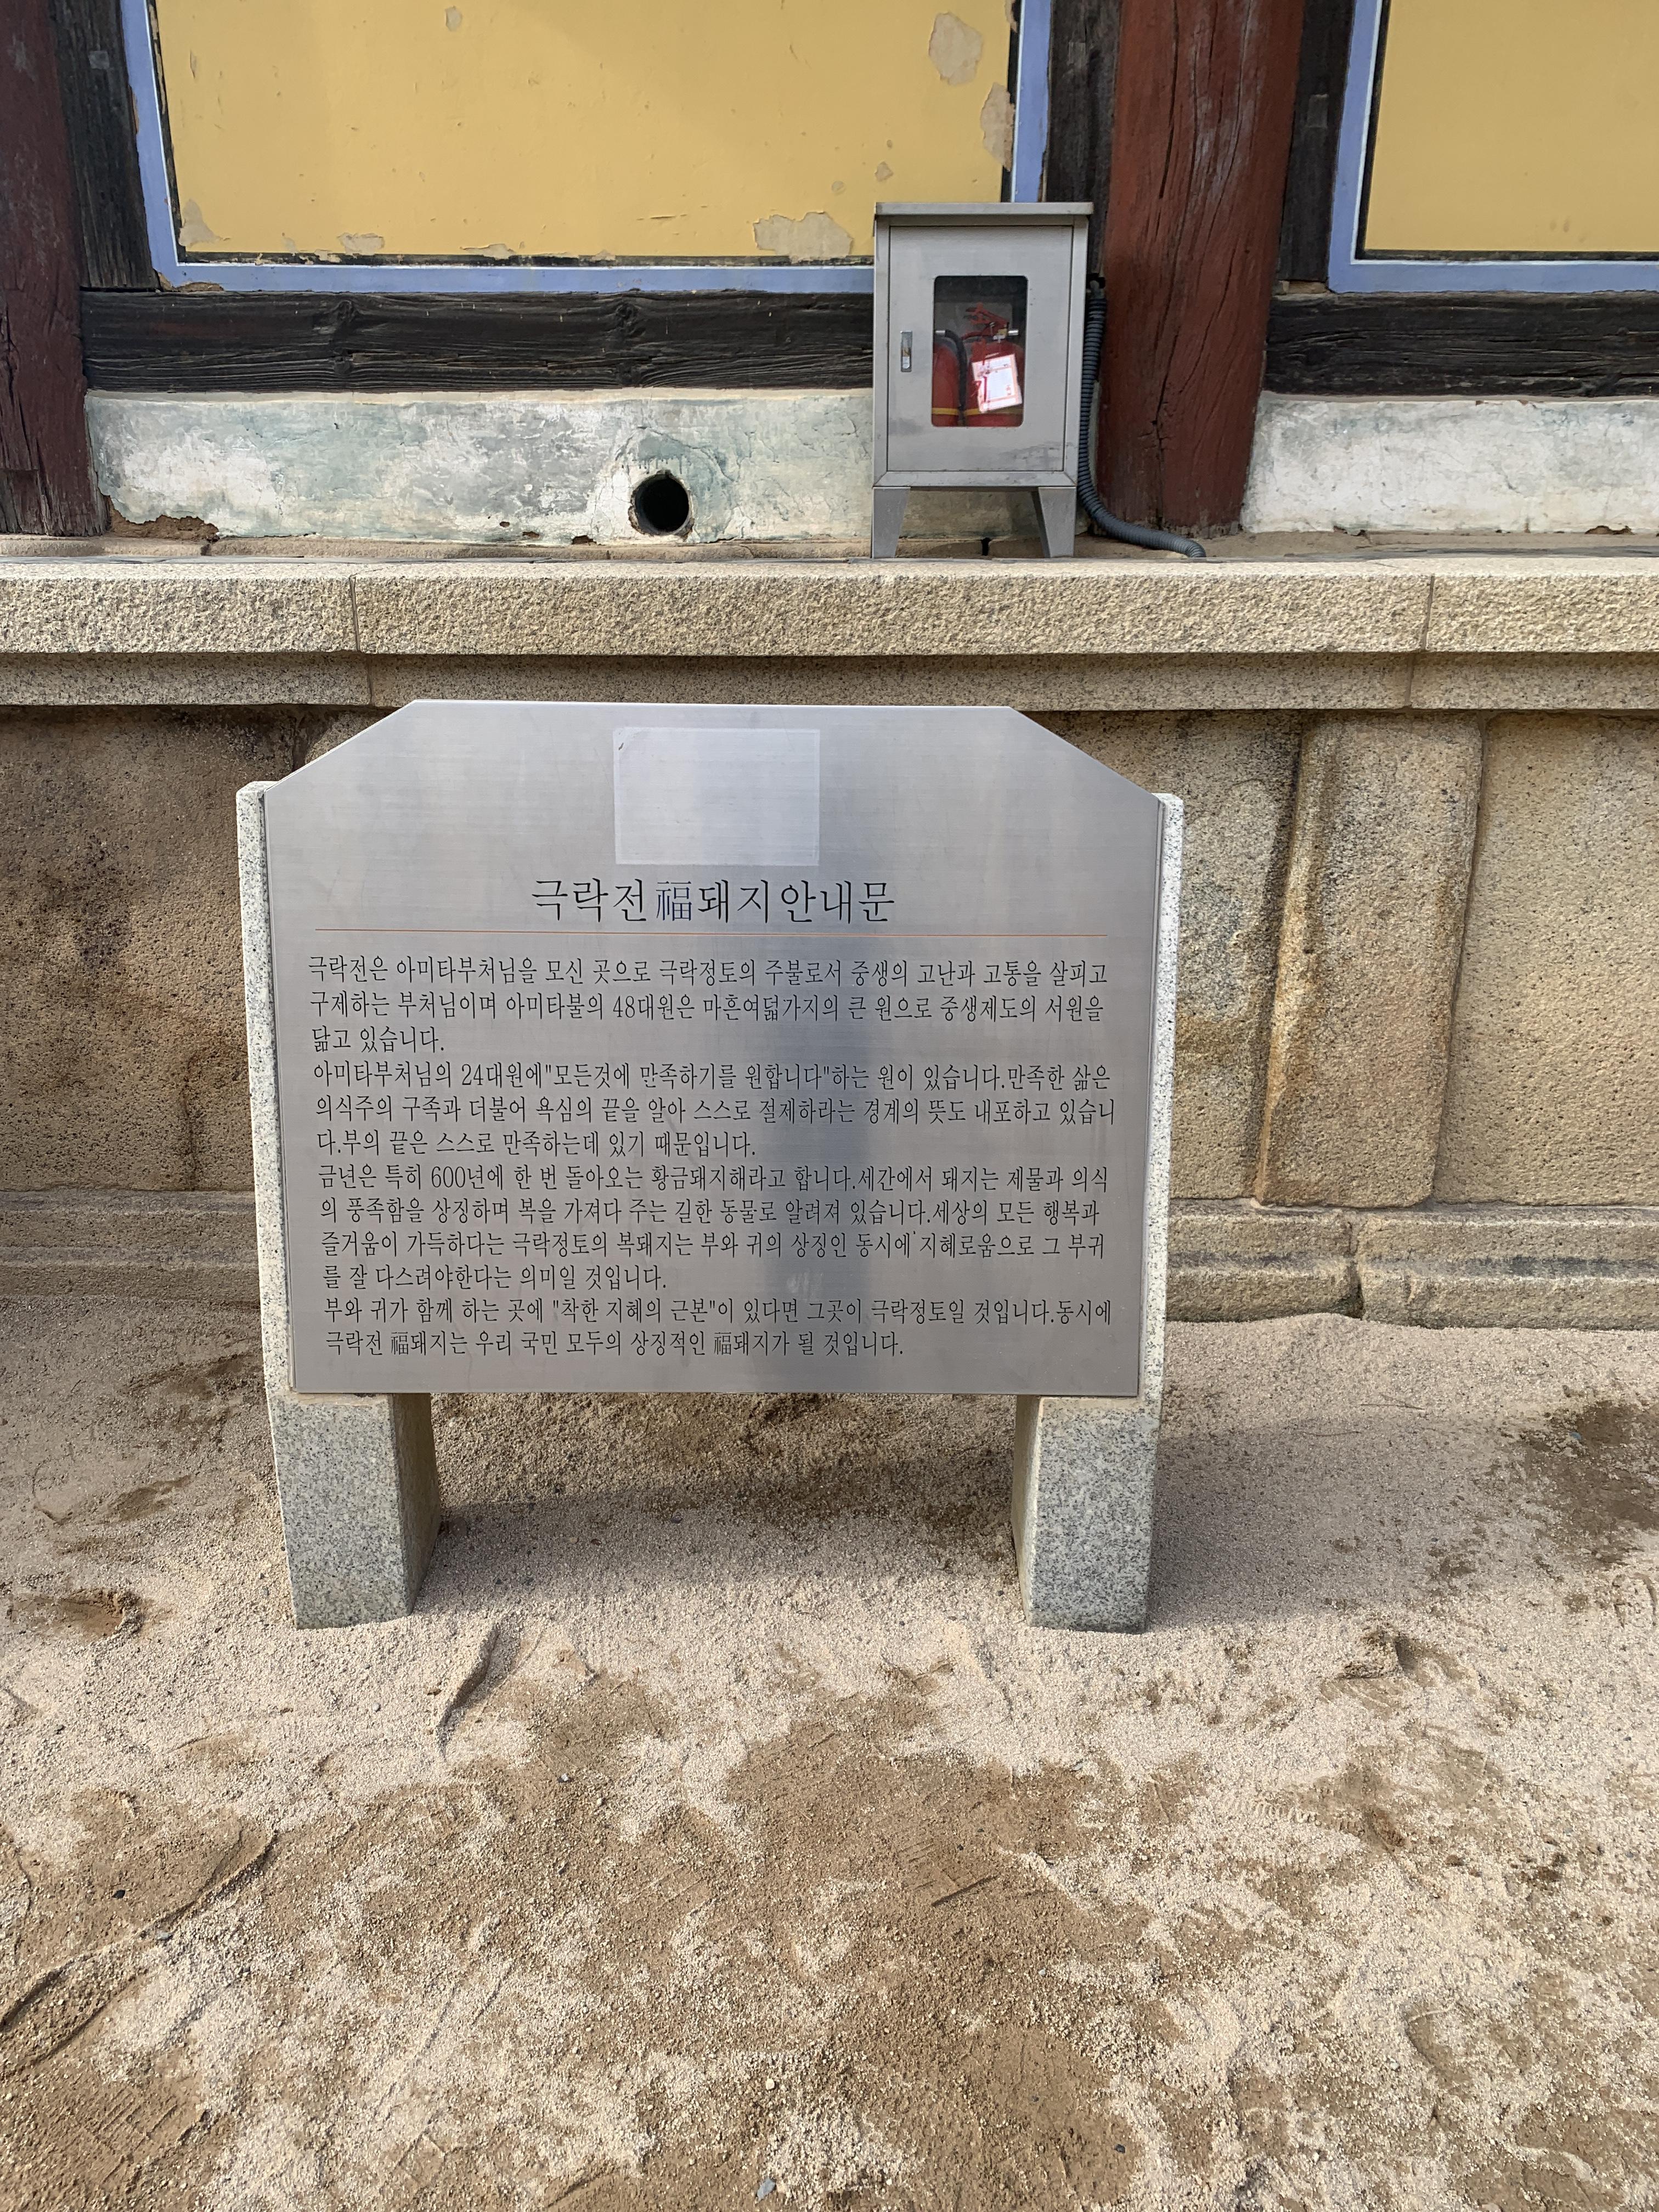 극락전福돼지안내문
극락전은 아미타부처님을 모신 곳으로 극락정토의 주불로서 중생의 고난과 고통을 살피고
구제하는 부처님이며 아미타불의 48대원은 마흔여덟가지의 큰 원으로 중생제도의 서원을
닮고 있습니다.
아미타부처님의 24대원에"모든것에 만족하기를 원합니다"하는 원이 있습니다.만족한 삶은
의식주의 구족과 더불어 욕심의 끝을 알아 스스로 절제하라는 경계의 뜻도 내포하고 있습니
다.부의 끝은 스스로 만족하는데 있기 때문입니다.
금년은 특히 600년에 한 번 돌아오는 황금돼지해라고 합니다.세간에서 돼지는 제물과 의식
의 풍족함을 상징하며 복을 가져다 주는 길한 동물로 알려져 있습니다.세상의 모든 행복과
즐거움이 가득하다는 극락정토의 복돼지는 부와 귀의 상징인 동시에 지혜로움으로 그 부귀
를 잘 다스려야한다는 의미일 것입니다.
부와 귀가 함께 하는 곳에 "착한 지혜의 근본"이 있다면 그곳이 극락정토일 것입니다.동시에
극락전 福돼지는 우리 국민 모두의 상징적인 福돼지가 될 것입니다.